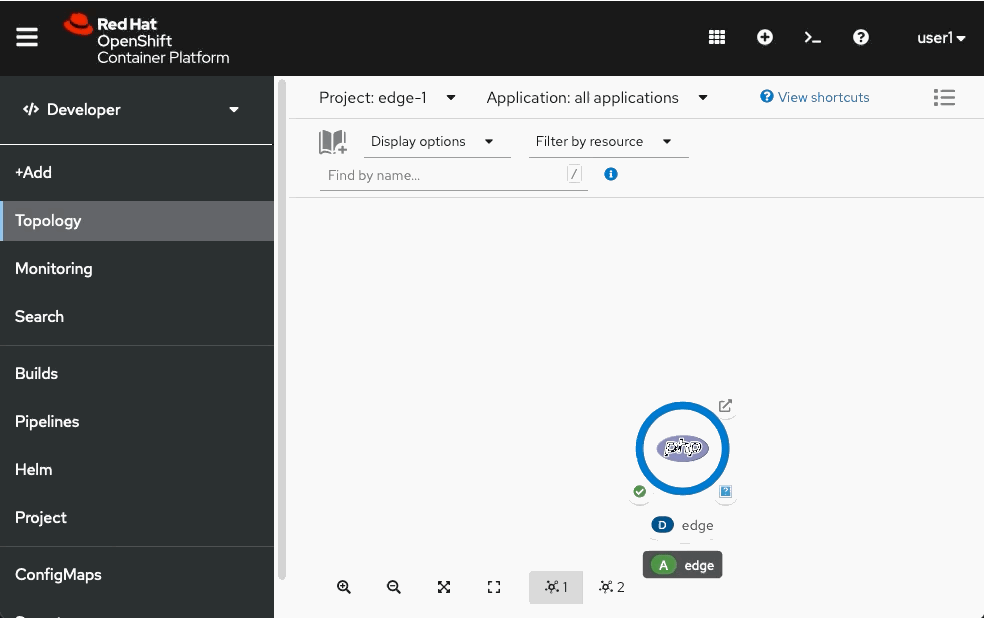 Red Hat
OpenShift
Container Platform
user1
Developer
Project: edge-1
Application: all applications
View shortcuts
Display options
Filter by resource
Find by name...
/
+Add
Topology
Monitoring
Search
Builds
Pipelines
Helm
Project
ConfigMaps
php
D edge
A edge
1
2